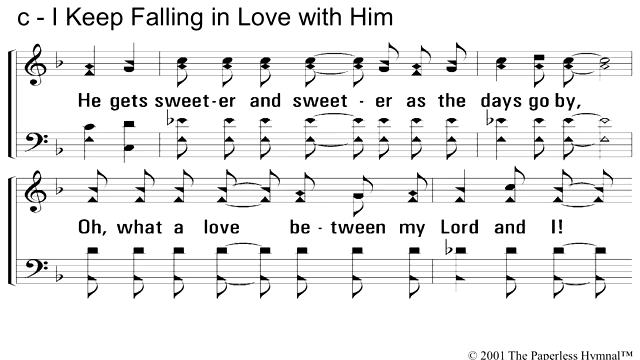 c - I Keep Falling in Love with Him
He gets sweet-er and sweet - er as the days go by,
Oh, what a love be - tween my Lord and I!
© 2001 The Paperless Hymnal™